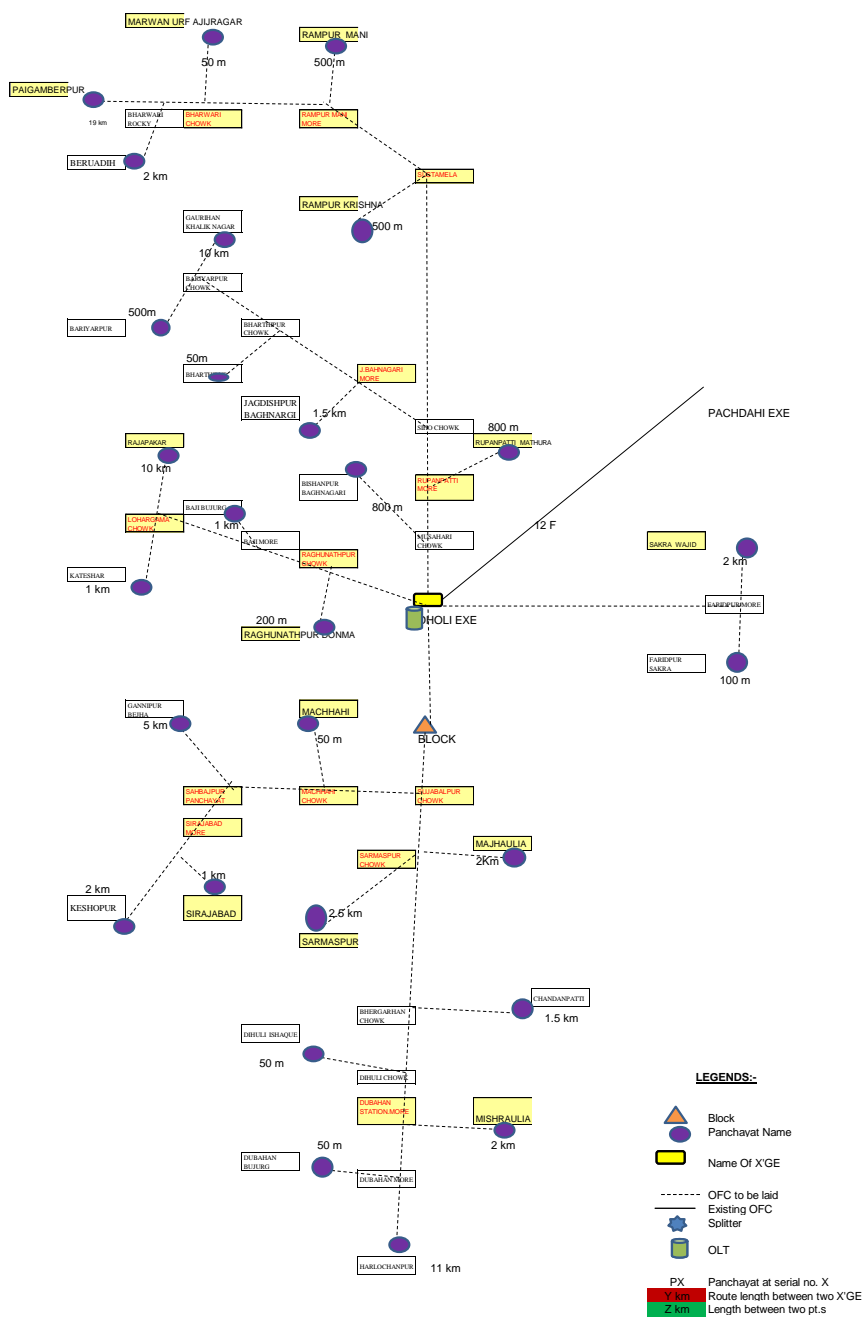 MARWAN URF AJIJRAGAR
RAMPUR MANI
50 m
500 m
PAIGAMBERPUR
19 km
BHARWARI
ROCKY
BHARWARI
CHOWK
RAMPUR MANI
MORE
BERUADIH
2 km
RAMPUR KRISHNA
500 m
GAURIHAN
KHALIK NAGAR
10 km
BARIYARPUR
CHOWK
500m
BARIYARPUR
BHARTHIPUR
CHOWK
50m
J.BAHNAGARI
MORE
JAGDISHPUR
BAGHNARGI
1.5 km
PACHDAHI EXE
SIHO CHOWK
800 m
RUPANPATTI MATHURA
RAJAPAKAR
10 km
BISHANPUR
BAGHNAGARI
RUPANPATTI
MORE
800 m
BAJI BUJURG
1 km
LOHARGAMA
CHOWK
12 F
BAJI MORE
MUSAHARI
CHOWK
SAKRA WAJID
RAGHUNATHPUR
CHOWK
2 km
KATESHAR
1 km
FARIDPUR MORE
200 m
DHOLI EXE
RAGHUNATHPUR DONMA
FARIDPUR
SAKRA
100 m
GANNIPUR
BEJHA
5 km
MACHHAHI
50 m
BLOCK
SAHBAJPUR
PANCHAYAT
MACHHAHI
CHOWK
SUJABALPUR
CHOWK
SIRAJABAD
MORE
MAJHAULIA
2Km
SARMASPUR
CHOWK
1 km
2 km
KESHOPUR
SIRAJABAD
2.5 km
SARMASPUR
CHANDANPATTI
BHERGARHAN
CHOWK
1.5 km
DIHULI ISHAQUE
50 m
DIHULI CHOWK
LEGENDS:-
DUBAHAN
STATION.MORE
MISHRAULIA
2 km
Block
Panchayat Name
50 m
DUBAHAN
BUJURG
DUBAHAN MORE
Name Of X'GE
OFC to be laid
Existing OFC
Splitter
OLT
HARLOCHANPUR
11 km
PX Panchayat at serial no. X
Y km Route length between two X'GE
Z km Length between two pt.s